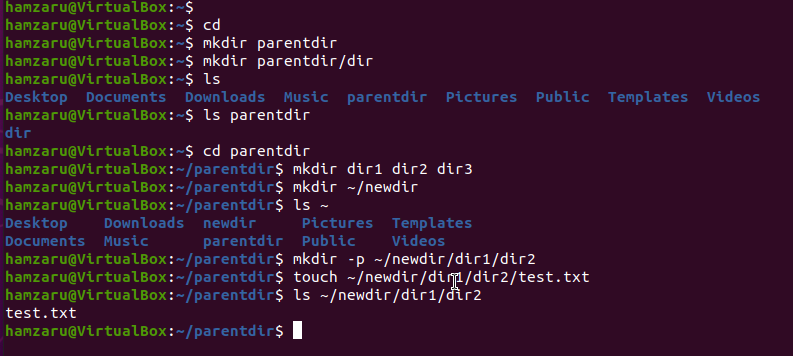 hamzaru@VirtualBox:~$
hamzaru@VirtualBox:~$ cd
hamzaru@VirtualBox:~$ mkdir parentdir
hamzaru@VirtualBox:~$ mkdir parentdir/dir
hamzaru@VirtualBox:~$ ls
Desktop  Documents  Downloads  Music  parentdir  Pictures  Public  Templates  Videos
hamzaru@VirtualBox:~$ ls parentdir
dir
hamzaru@VirtualBox:~$ cd parentdir
hamzaru@VirtualBox:~/parentdir$ mkdir dir1 dir2 dir3
hamzaru@VirtualBox:~/parentdir$ mkdir ~/newdir
hamzaru@VirtualBox:~/parentdir$ ls ~
Desktop    Downloads  newdir     Pictures  Templates
Documents  Music      parentdir  Public    Videos
hamzaru@VirtualBox:~/parentdir$ mkdir -p ~/newdir/dir1/dir2
hamzaru@VirtualBox:~/parentdir$ touch ~/newdir/dir1/dir2/test.txt
hamzaru@VirtualBox:~/parentdir$ ls ~/newdir/dir1/dir2
test.txt
hamzaru@VirtualBox:~/parentdir$